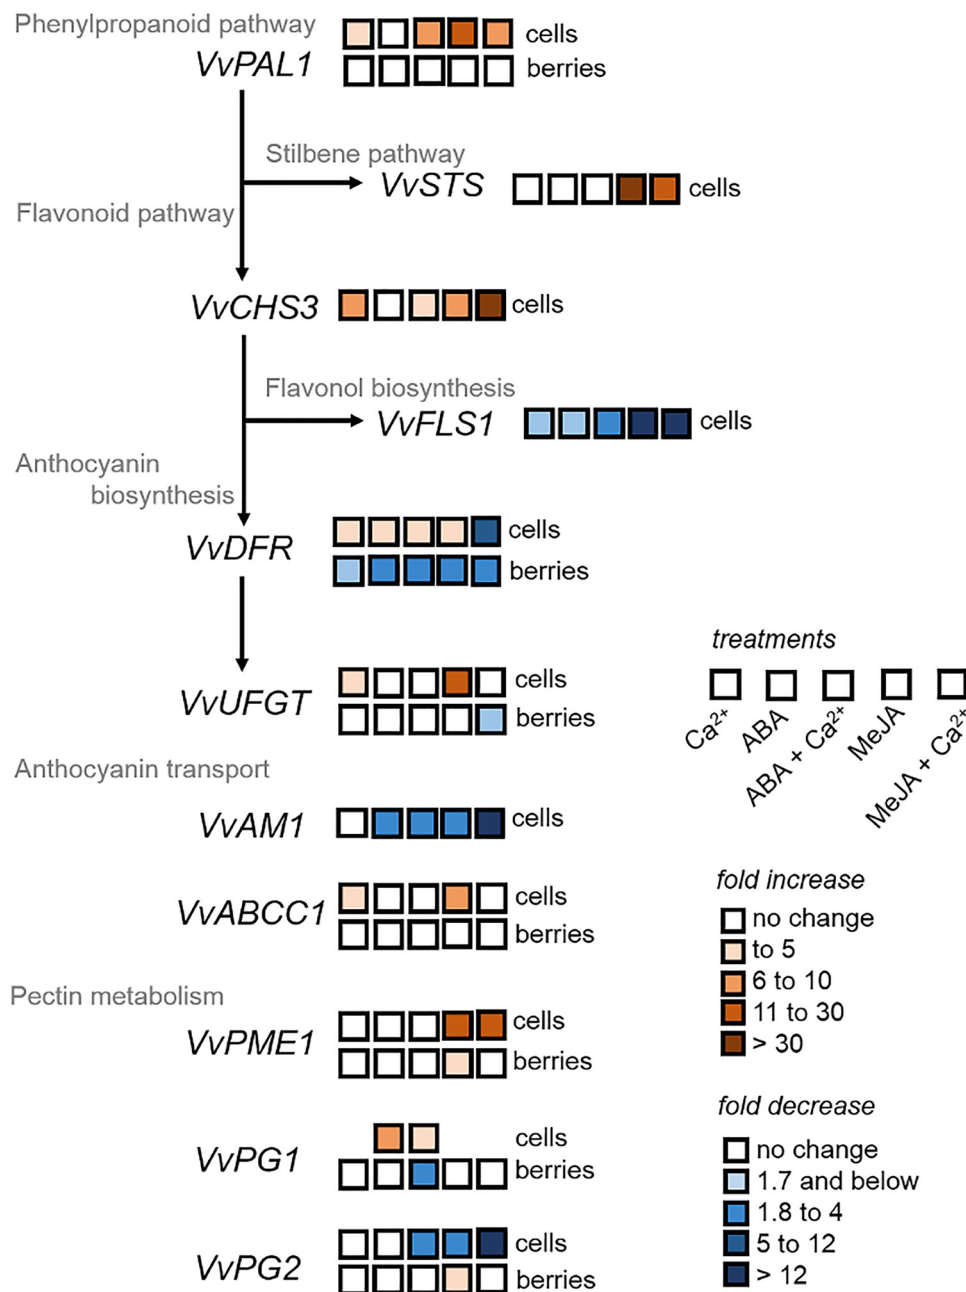 Phenylpropanoid pathway
VvPAL1
cells
berries
Stilbene pathway
VvSTS
cells
Flavonoid pathway
VvCHS3
cells
Flavonol biosynthesis
VvFLS1
cells
Anthocyanin
biosynthesis
VvDFR
cells
berries
VvUFGT
cells
berries
treatments
Ca²⁺
ABA
ABA + Ca²⁺
MeJA
MeJA + Ca²⁺
Anthocyanin transport
VvAM1
cells
VvABCC1
cells
berries
fold increase
no change
to 5
6 to 10
11 to 30
> 30
Pectin metabolism
VvPME1
cells
berries
VvPG1
cells
berries
VvPG2
cells
berries
fold decrease
no change
1.7 and below
1.8 to 4
5 to 12
> 12